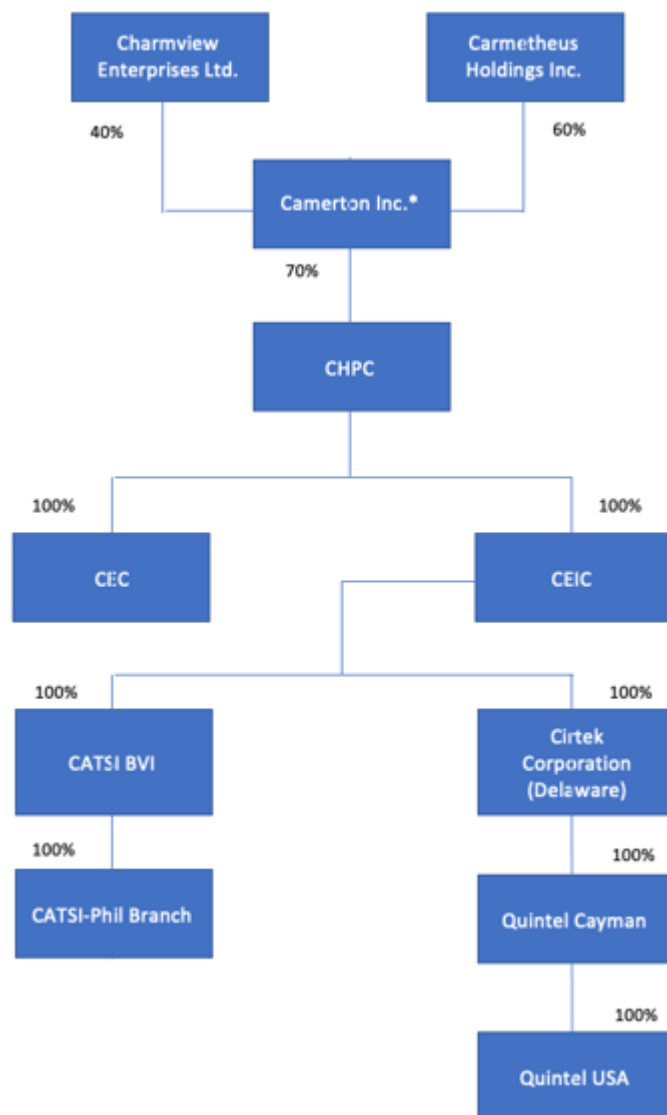 Charmview
Enterprises Ltd.
Carmetheus
Holdings Inc.
40%
60%
Camerton Inc.*
70%
CHPC
100%
100%
CEC
CEIC
100%
100%
CATSI BVI
Cirtek
Corporation
(Delaware)
100%
100%
CATSI-Phil Branch
Quintel Cayman
100%
Quintel USA